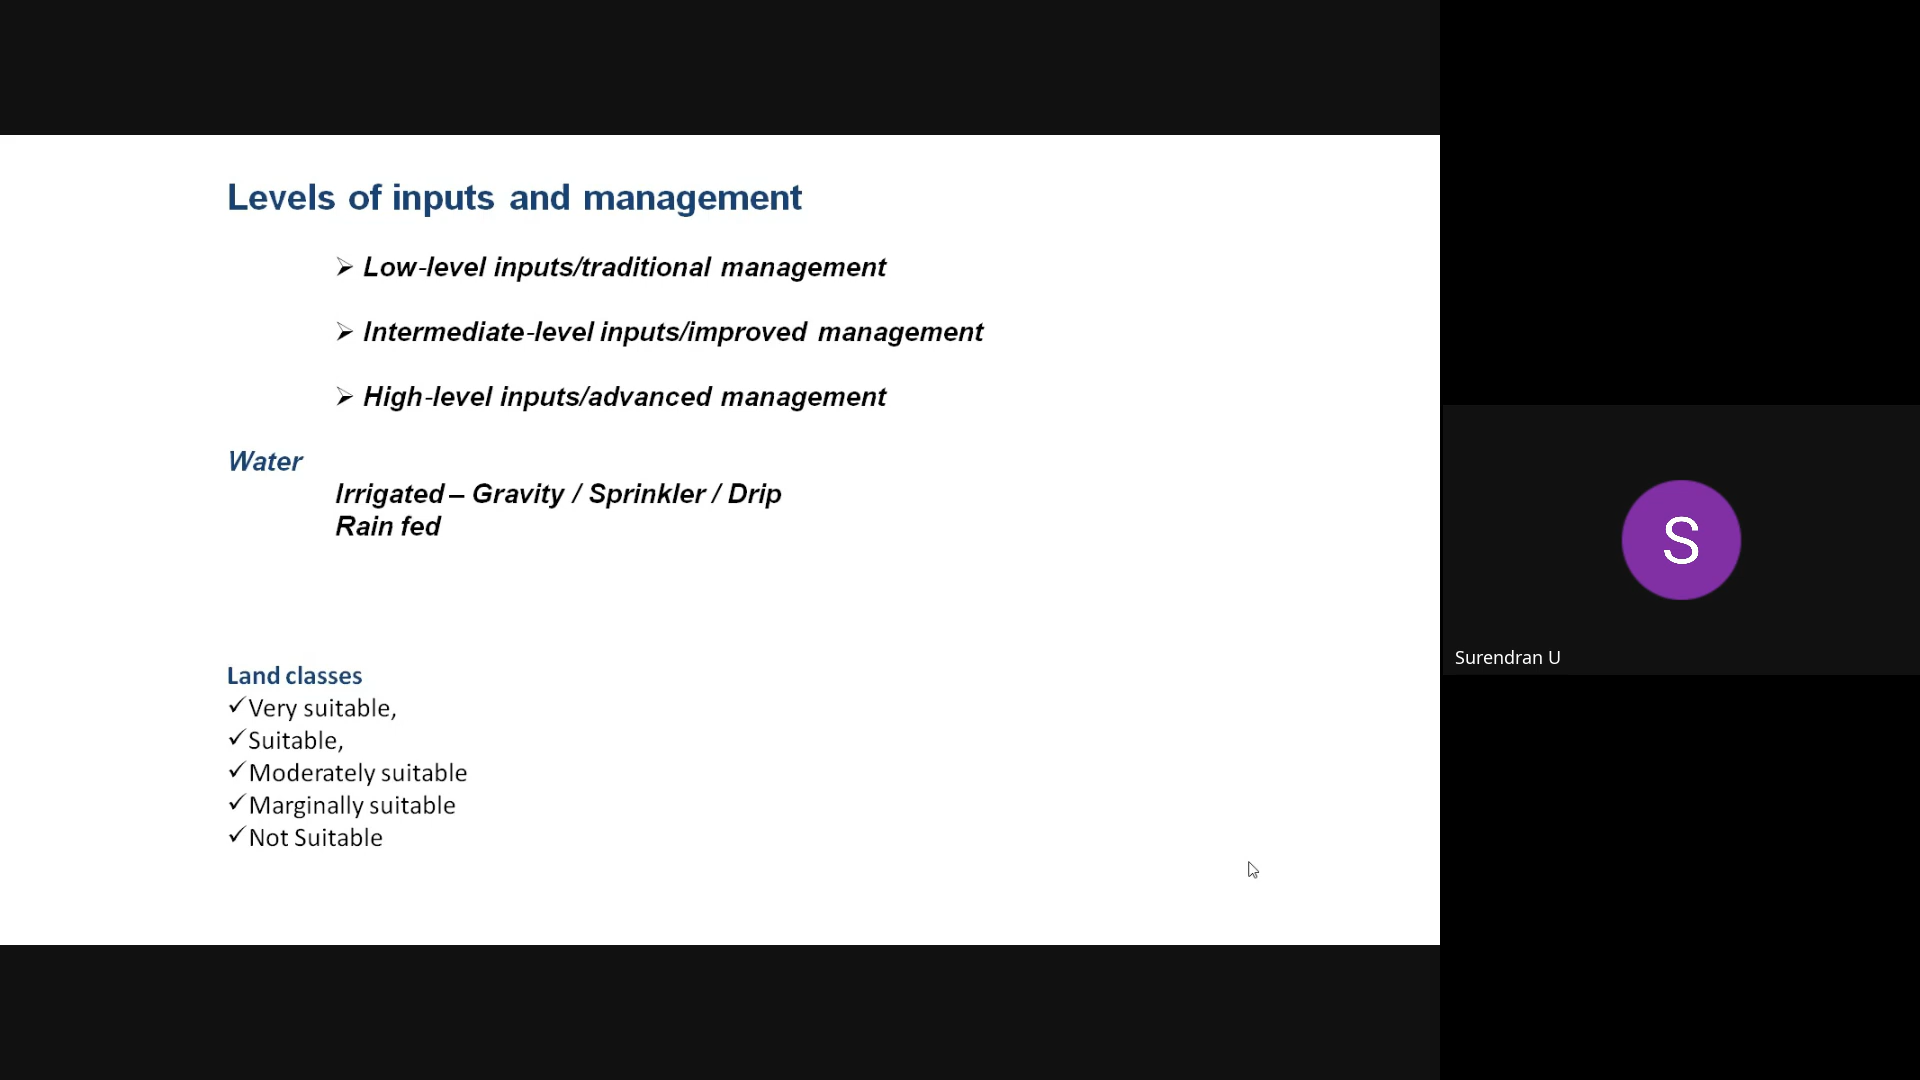 Levels of inputs and management
➢ Low-level inputs/traditional management
➢ Intermediate-level inputs/improved management
➢ High-level inputs/advanced management
Water
Irrigated – Gravity / Sprinkler / Drip
Rain fed
Land classes
✓Very suitable,
✓Suitable,
✓Moderately suitable
✓Marginally suitable
✓Not Suitable
S
Surendran U